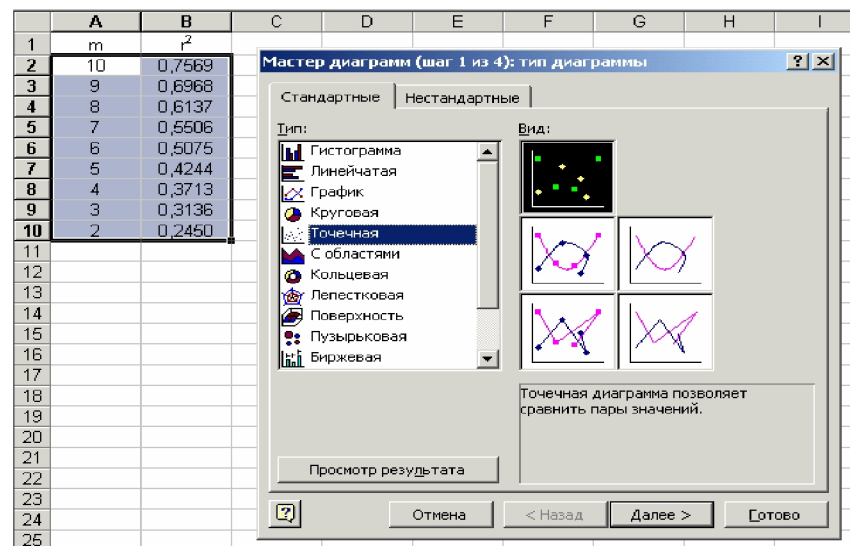 A B C D E F G H I
1 m r²
2 10 0,7569
3 9 0,6968
4 8 0,6137
5 7 0,5506
6 6 0,5075
7 5 0,4244
8 4 0,3713
9 3 0,3136
10 2 0,2450
11
12
13
14
15
16
17
18
19
20
21
22
23
24
25
Мастер диаграмм (шаг 1 из 4): тип диаграммы
Стандартные Нестандартные
Тип:
Гистограмма
Линейчатая
График
Круговая
Точечная
С областями
Кольцевая
Лепестковая
Поверхность
Пузырьковая
Биржевая
Вид:
Точечная диаграмма позволяет
сравнить пары значений.
Просмотр результата
Отмена < Назад Далее > Готово